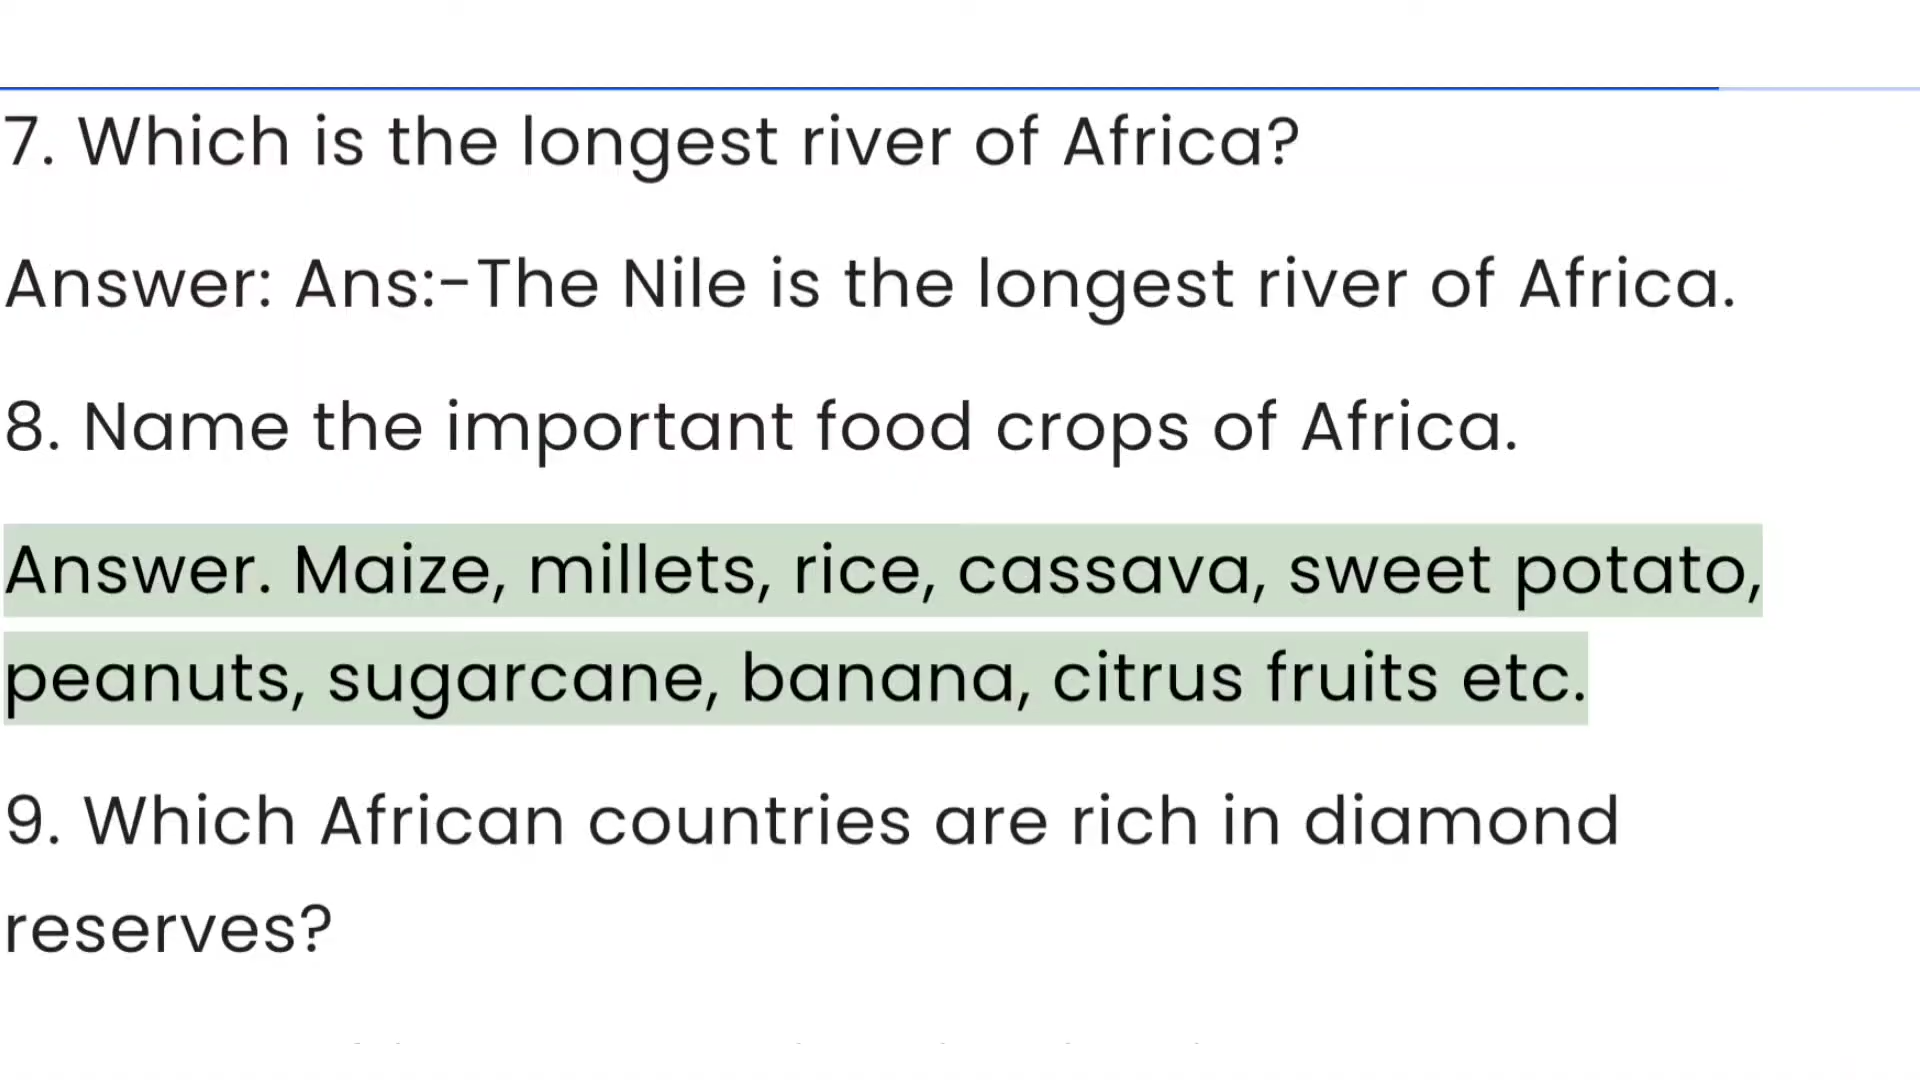 7. Which is the longest river of Africa?
Answer: Ans:-The Nile is the longest river of Africa.
8. Name the important food crops of Africa.
Answer. Maize, millets, rice, cassava, sweet potato,
peanuts, sugarcane, banana, citrus fruits etc.
9. Which African countries are rich in diamond
reserves?